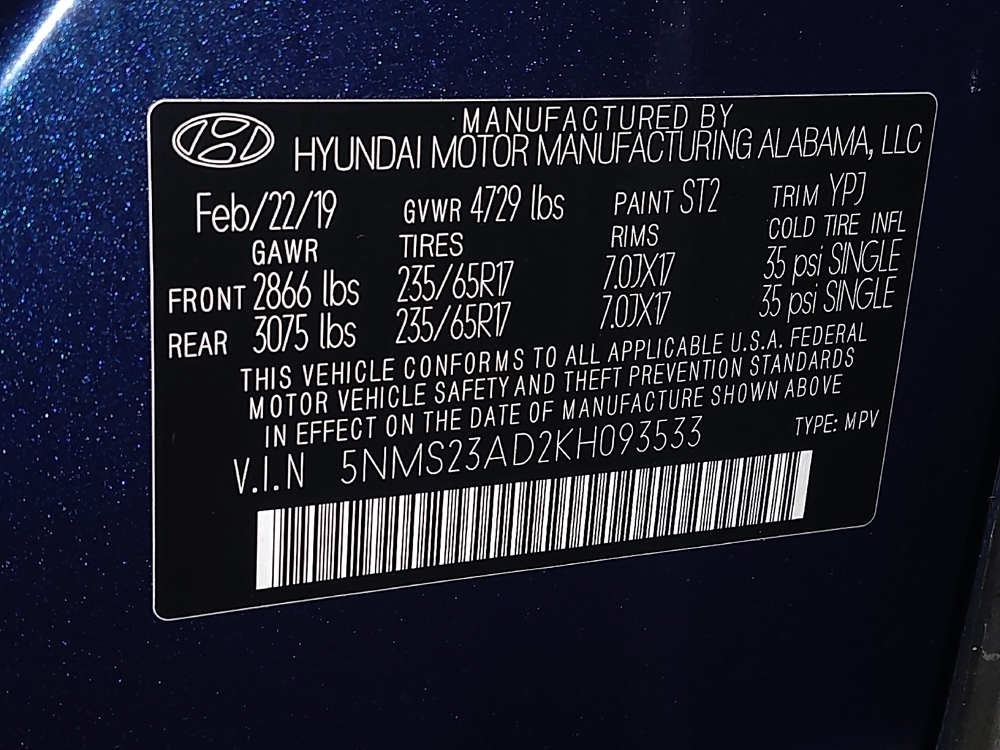 MANUFACTURED BY
HYUNDAI MOTOR MANUFACTURING ALABAMA, LLC
Feb/22/19 GVWR 4729 lbs PAINT ST2 TRIM YPJ
GAWR TIRES RIMS COLD TIRE INFL
FRONT 2866 lbs 235/65R17 7.0JX17 35 psi SINGLE
REAR 3075 lbs 235/65R17 7.0JX17 35 psi SINGLE
THIS VEHICLE CONFORMS TO ALL APPLICABLE U.S.A. FEDERAL
MOTOR VEHICLE SAFETY AND THEFT PREVENTION STANDARDS
IN EFFECT ON THE DATE OF MANUFACTURE SHOWN ABOVE
V.I.N 5NMS23AD2KH093533 TYPE: MPV